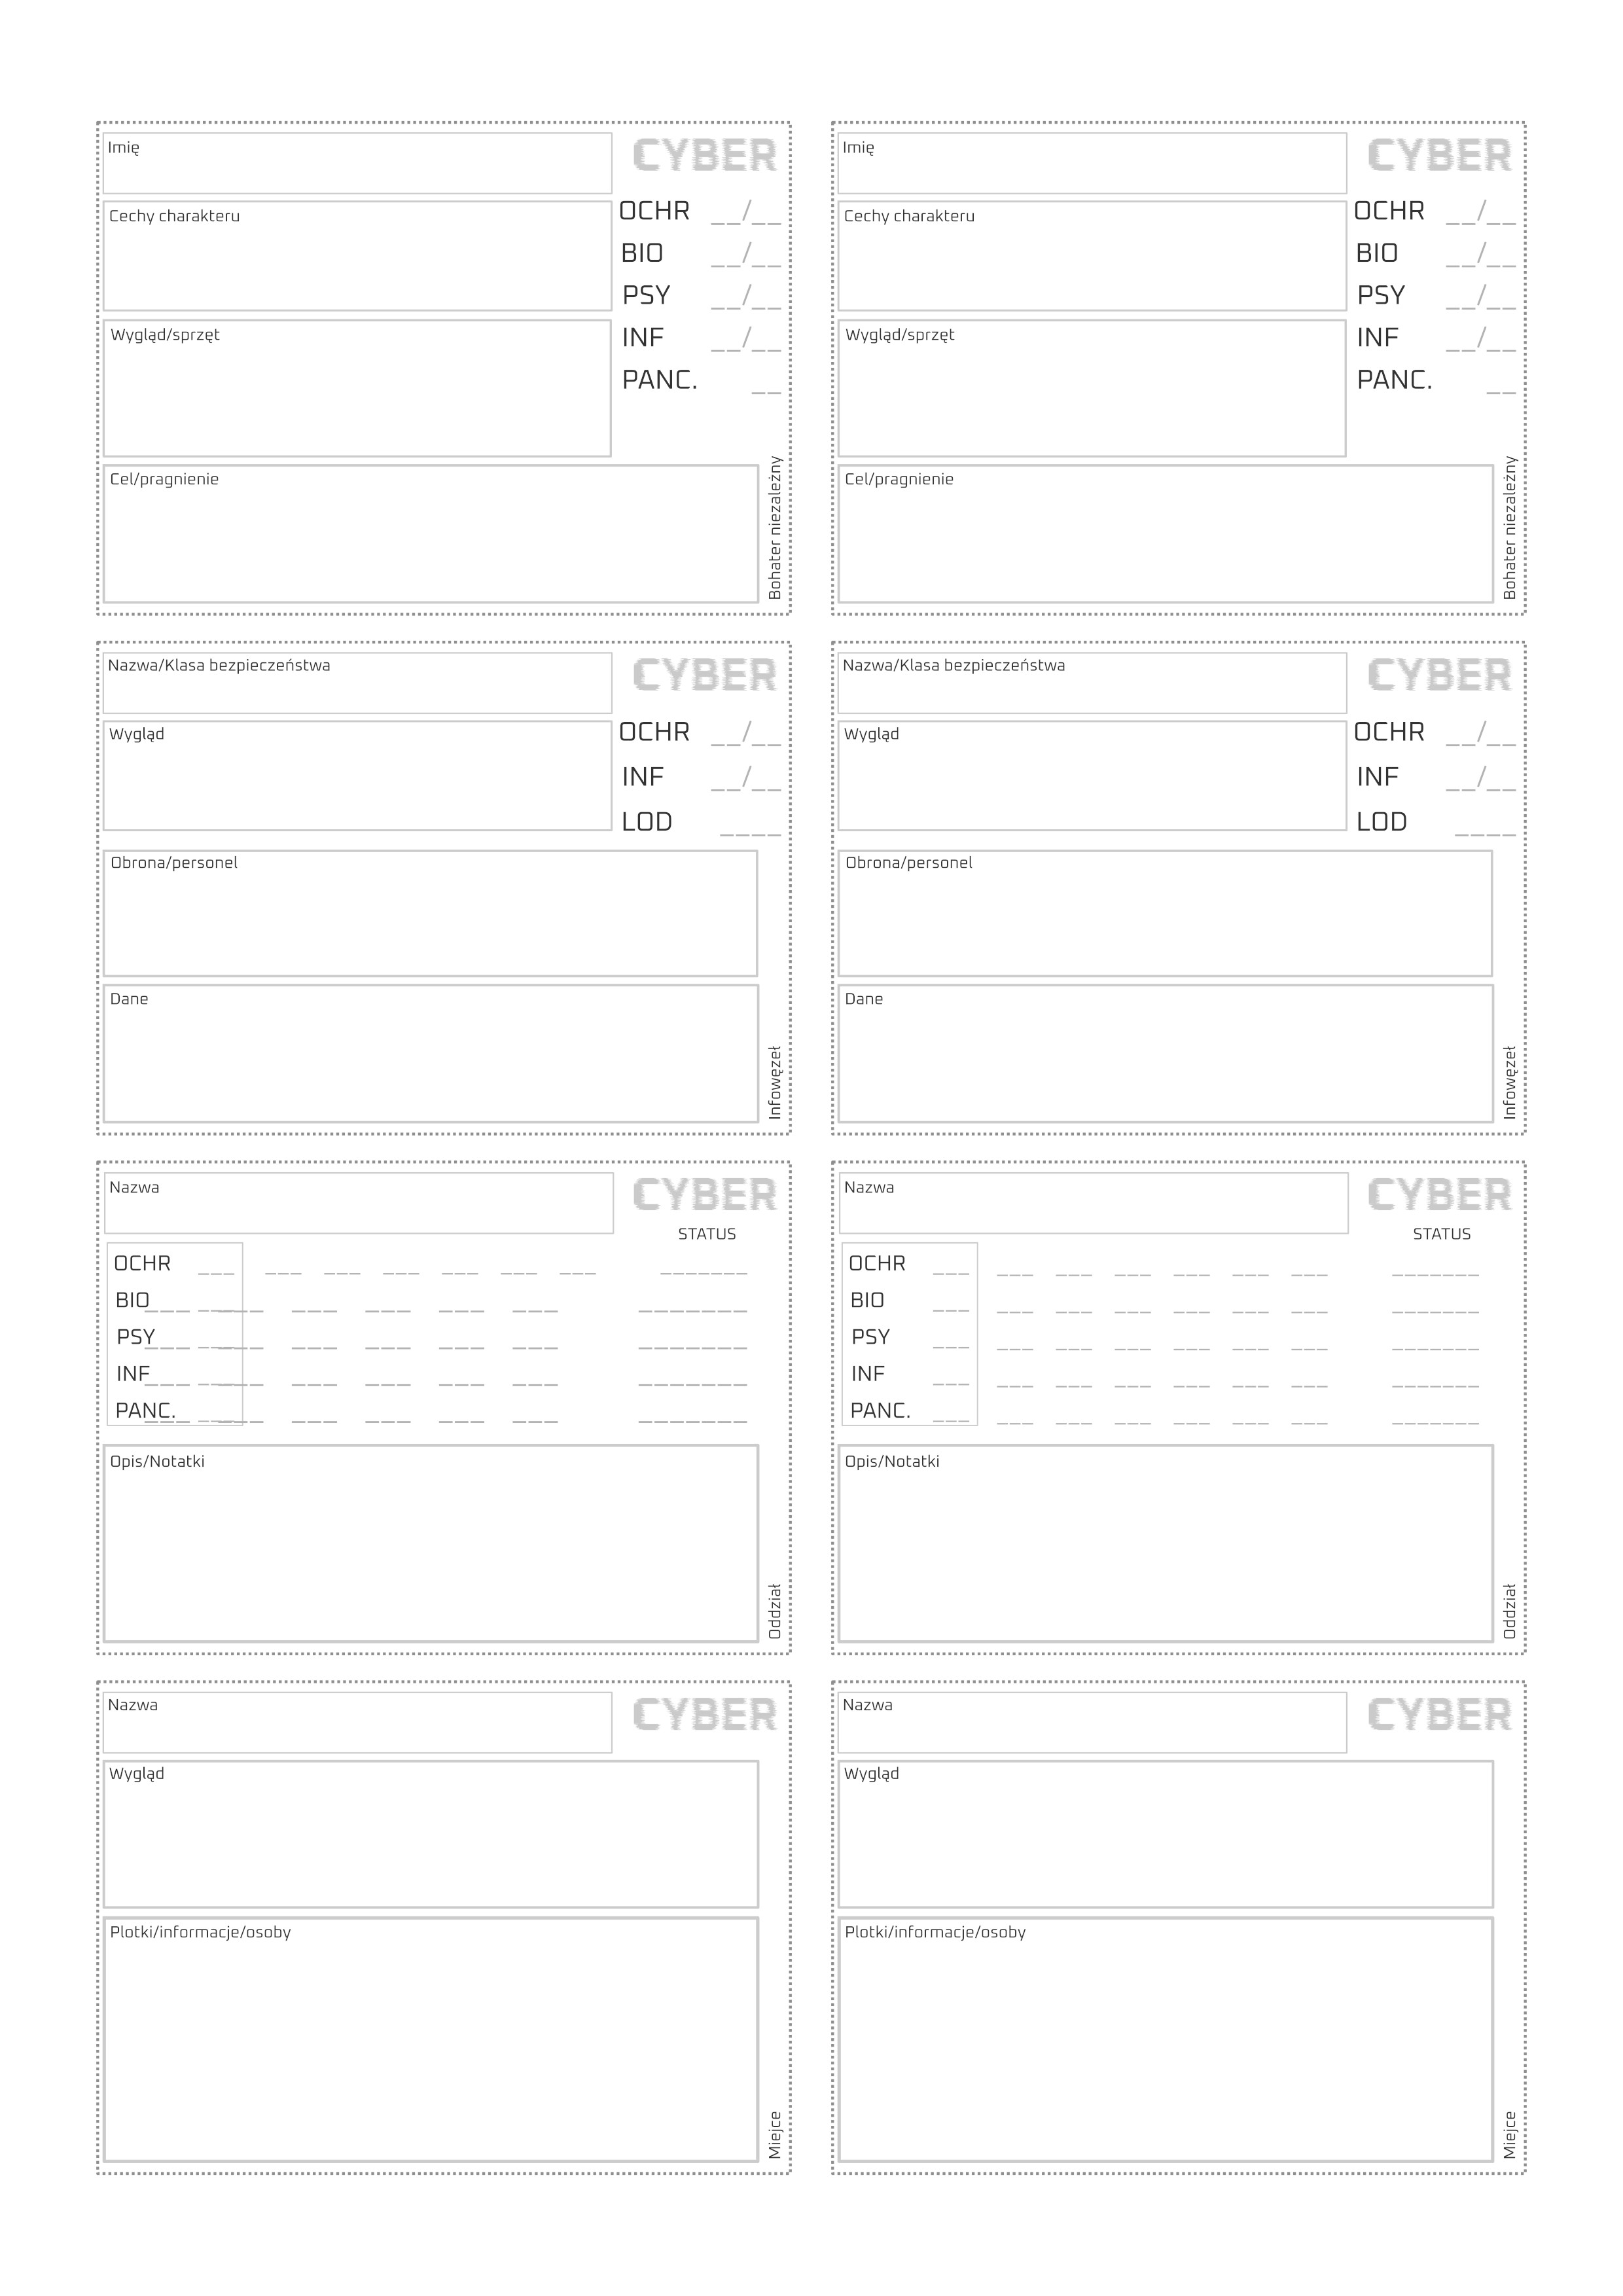 Imię
CYBER
Cechy charakteru
OCHR __/__
BIO __/__
PSY __/__
Wygląd/sprzęt
INF __/__
PANC. __
Cel/pragnienie
Bohater niezależny
Imię
CYBER
Cechy charakteru
OCHR __/__
BIO __/__
PSY __/__
Wygląd/sprzęt
INF __/__
PANC. __
Cel/pragnienie
Bohater niezależny
Nazwa/Klasa bezpieczeństwa
CYBER
Wygląd
OCHR __/__
INF __/__
LOD ____
Obrona/personel
Dane
Infowęzeł
Nazwa/Klasa bezpieczeństwa
CYBER
Wygląd
OCHR __/__
INF __/__
LOD ____
Obrona/personel
Dane
Infowęzeł
Nazwa
CYBER
STATUS
OCHR
BIO
PSY
INF
PANC.
Opis/Notatki
Oddział
Nazwa
CYBER
STATUS
OCHR
BIO
PSY
INF
PANC.
Opis/Notatki
Oddział
Nazwa
CYBER
Wygląd
Plotki/informacje/osoby
Miejce
Nazwa
CYBER
Wygląd
Plotki/informacje/osoby
Miejce